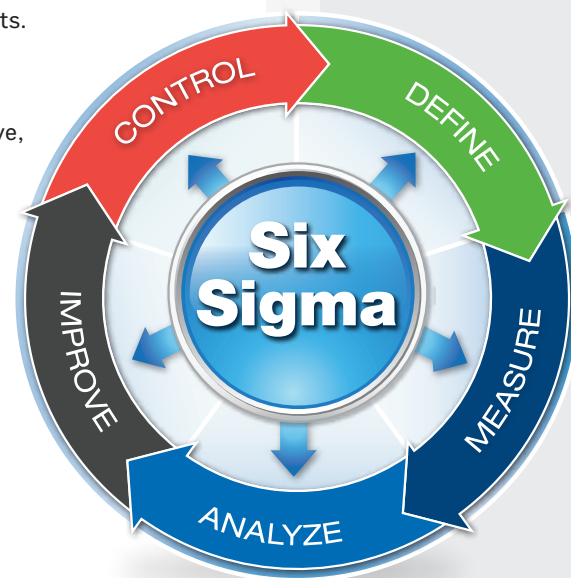 ts.
ve,
CONTROL
DEFINE
Six
Sigma
IMPROVE
MEASURE
ANALYZE